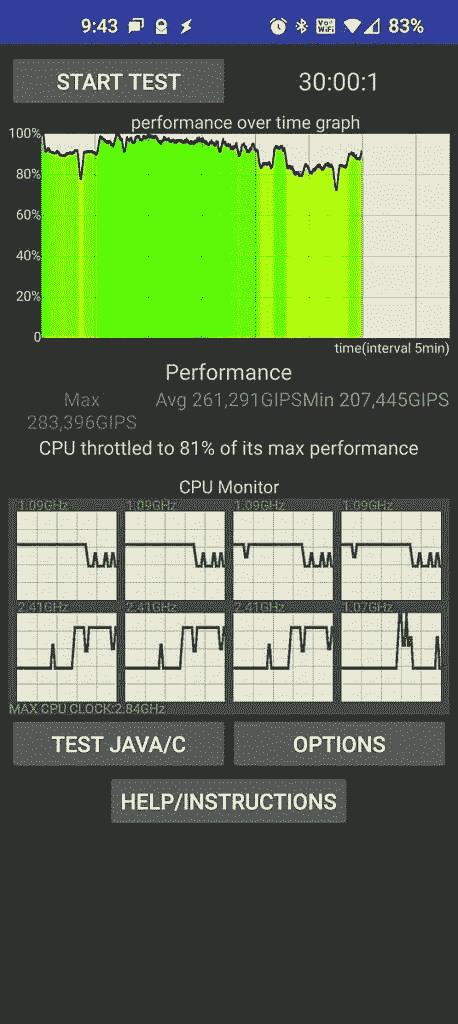 9:43 Vo WiFi 83%
START TEST 30:00:1
performance over time graph
100%
80%
60%
40%
20%
0
time(interval 5min)
Performance
Max 283,396GIPS Avg 261,291GIPS Min 207,445GIPS
CPU throttled to 81% of its max performance
CPU Monitor
1.09GHz 1.09GHz 1.09GHz 1.09GHz
2.41GHz 2.41GHz 2.41GHz 1.07GHz
MAX CPU CLOCK:2.84GHz
TEST JAVA/C OPTIONS
HELP/INSTRUCTIONS